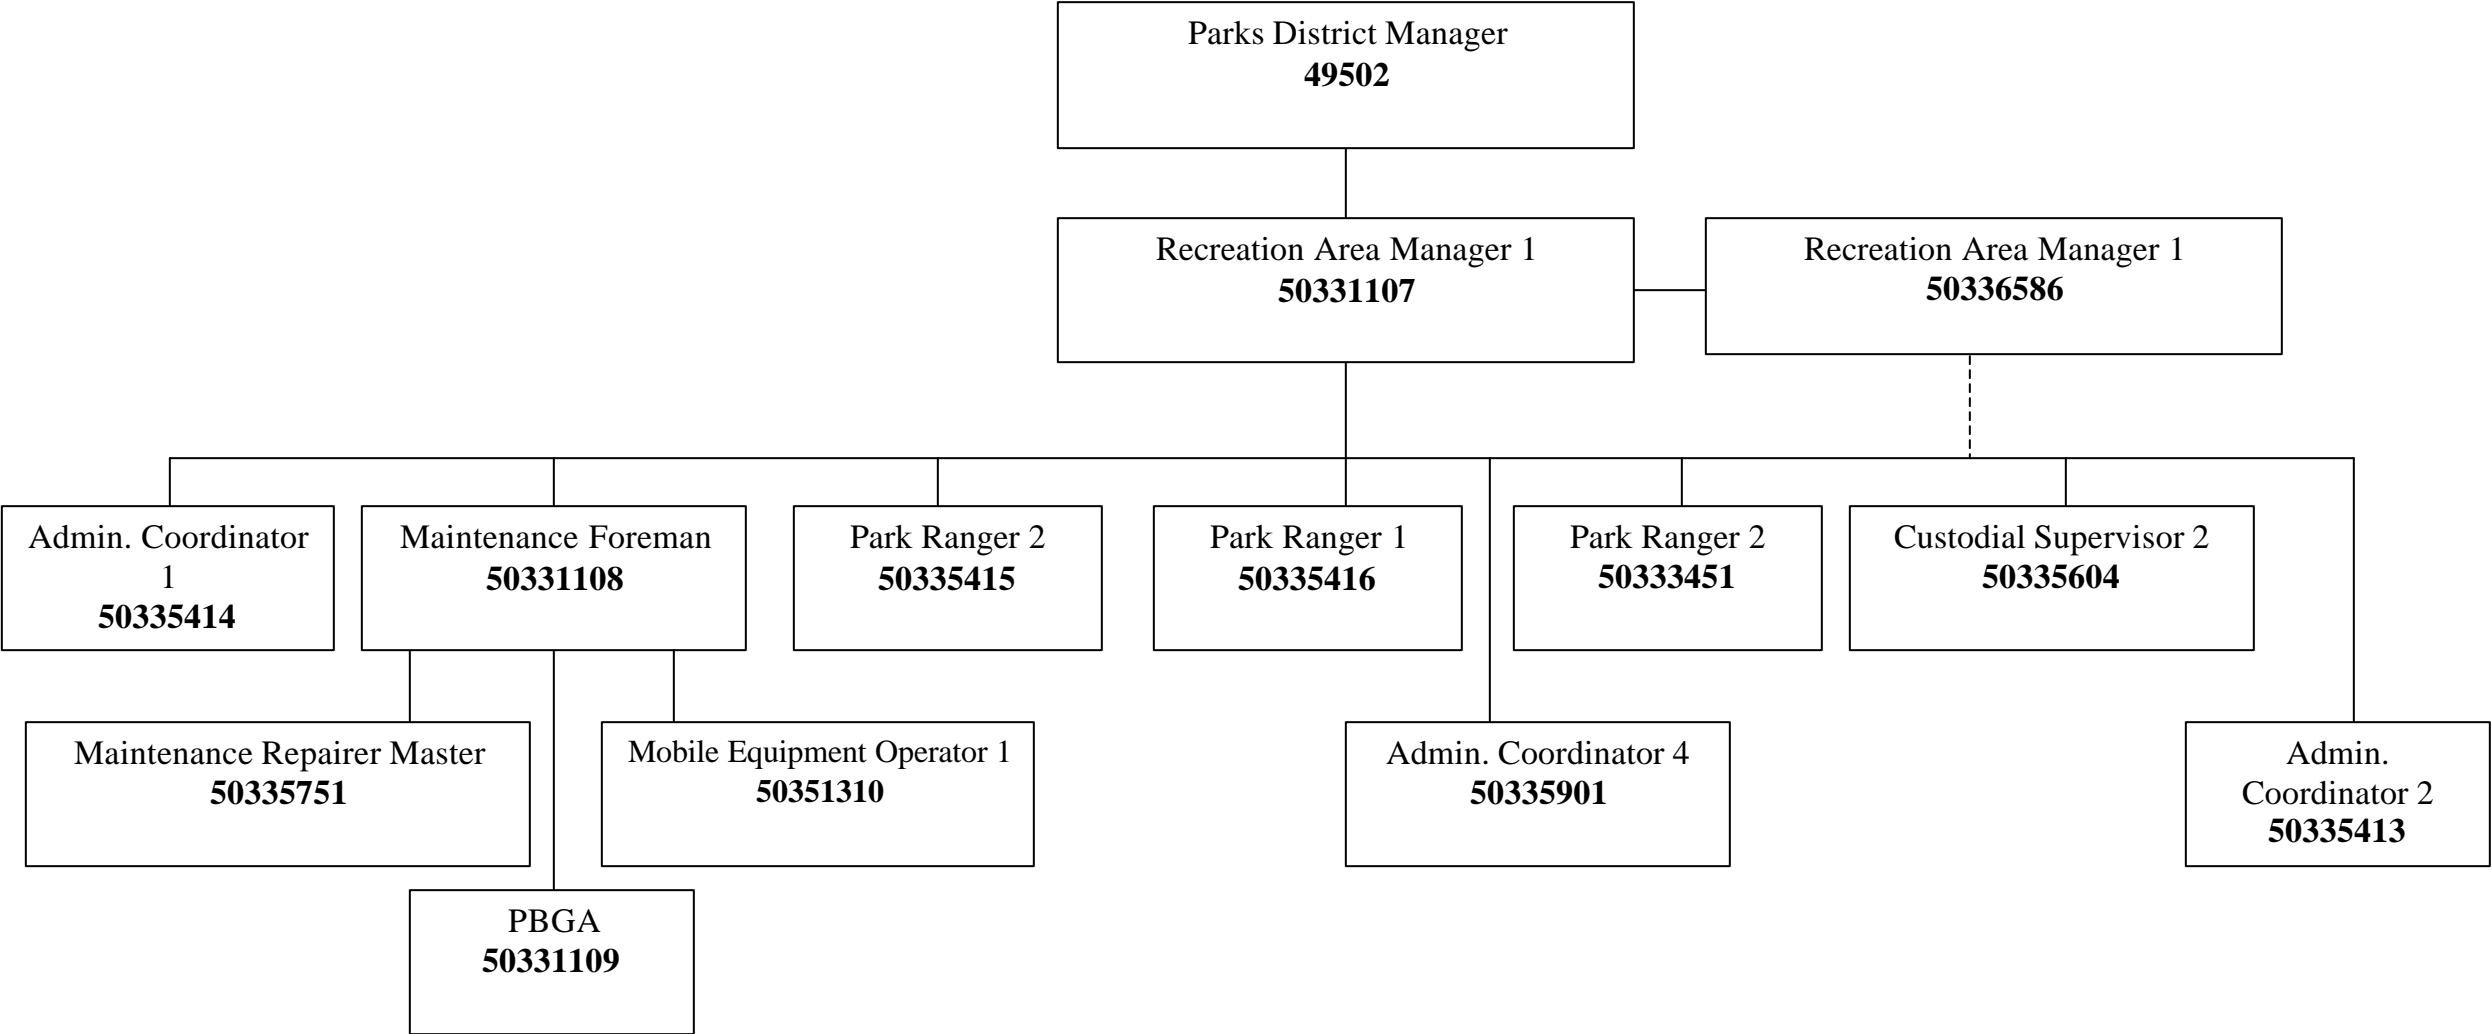 Parks District Manager
49502
Recreation Area Manager 1
50331107
Recreation Area Manager 1
50336586
Admin. Coordinator
1
50335414
Maintenance Foreman
50331108
Park Ranger 2
50335415
Park Ranger 1
50335416
Park Ranger 2
50333451
Custodial Supervisor 2
50335604
Maintenance Repairer Master
50335751
Mobile Equipment Operator 1
50351310
Admin. Coordinator 4
50335901
Admin.
Coordinator 2
50335413
PBGA
50331109